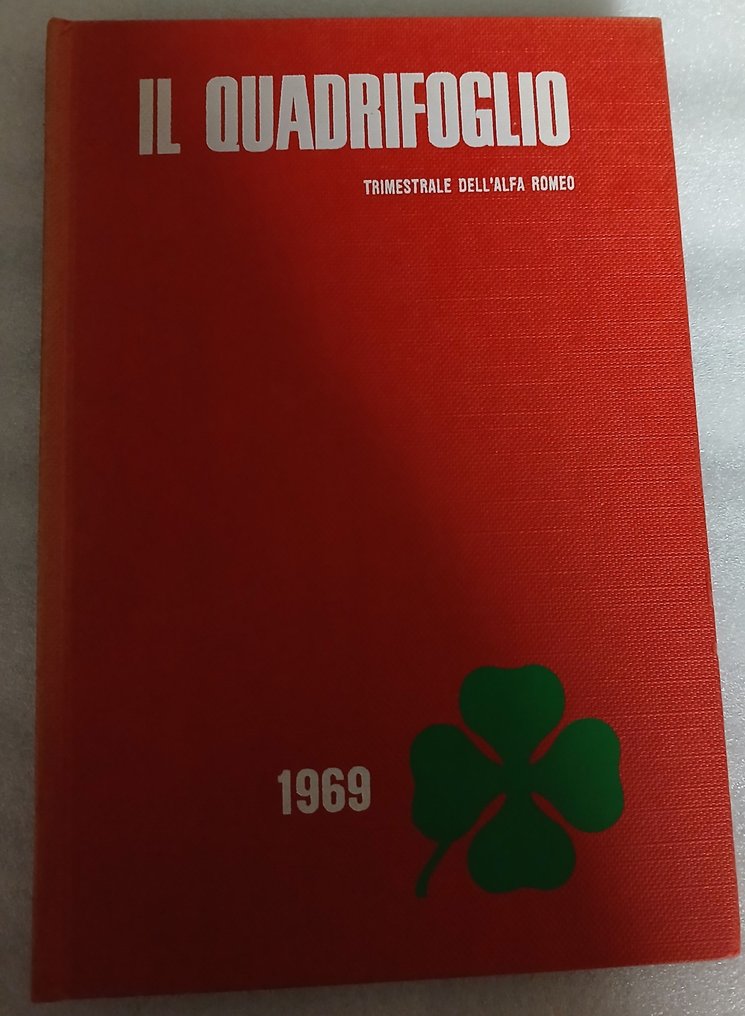 IL QUADRIFOGLIO
TRIMESTRALE DELL'ALFA ROMEO
1969